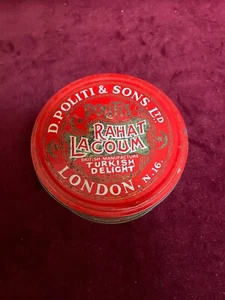 D. POLITI & SONS LTD
RAHAT
LACOUM
BRITISH MANUFACTURE
TURKISH
DELIGHT
LONDON. N.16.